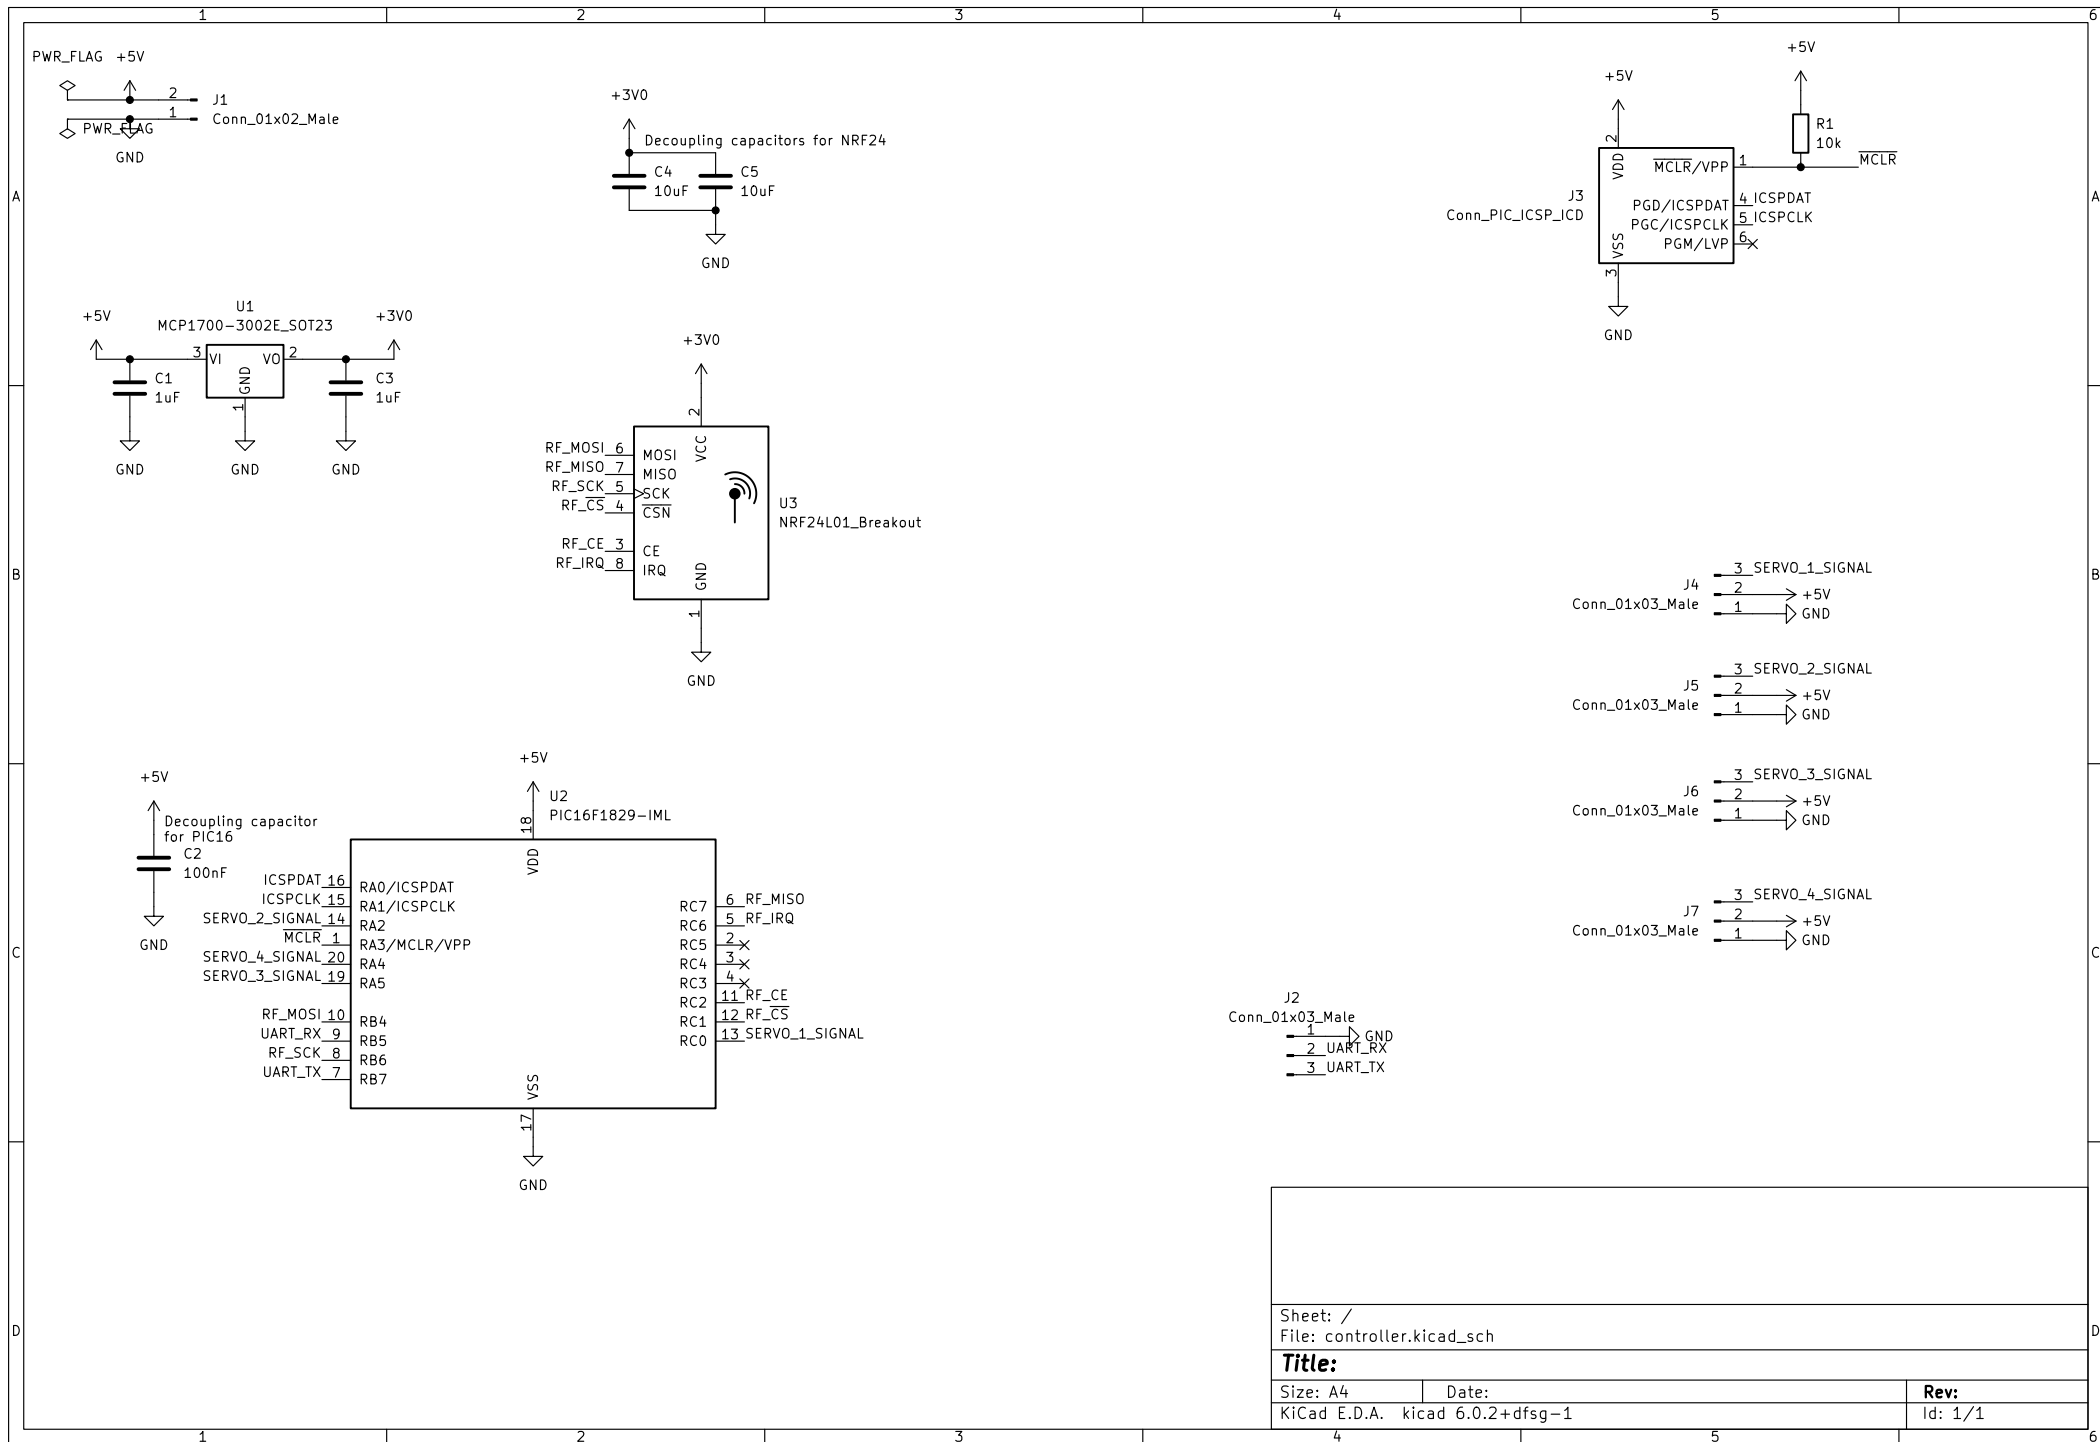 1 2 3 4 5 6
PWR_FLAG +5V
2 J1
1 Conn_01x02_Male
PWR_FLAG
GND
+3V0
Decoupling capacitors for NRF24
C4 C5
10uF 10uF
GND
+5V
+5V
R1
10k
2 VDD
MCLR/VPP 1 MCLR
J3
Conn_PIC_ICSP_ICD
PGD/ICSPDAT 4 ICSPDAT
PGC/ICSPCLK 5 ICSPCLK
PGM/LVP 6
VSS 3
GND
A A
U1
MCP1700-3002E_SOT23
+5V +3V0
3 VI VO 2
GND
1
C1 C3
1uF 1uF
GND GND GND
+3V0
2
VCC
RF_MOSI 6 MOSI
RF_MISO 7 MISO
RF_SCK 5 SCK
RF_CS 4 CSN
RF_CE 3 CE
RF_IRQ 8 IRQ
GND
1
U3
NRF24L01_Breakout
GND
B B
3 SERVO_1_SIGNAL
J4
2 +5V
Conn_01x03_Male
1 GND
3 SERVO_2_SIGNAL
J5
2 +5V
Conn_01x03_Male
1 GND
3 SERVO_3_SIGNAL
J6
2 +5V
Conn_01x03_Male
1 GND
3 SERVO_4_SIGNAL
J7
2 +5V
Conn_01x03_Male
1 GND
+5V
Decoupling capacitor
for PIC16
C2
100nF
GND
+5V
U2
PIC16F1829-IML
18
VDD
ICSPDAT 16 RA0/ICSPDAT
ICSPCLK 15 RA1/ICSPCLK
SERVO_2_SIGNAL 14 RA2
MCLR 1 RA3/MCLR/VPP
SERVO_4_SIGNAL 20 RA4
SERVO_3_SIGNAL 19 RA5
RF_MOSI 10 RB4
UART_RX 9 RB5
RF_SCK 8 RB6
UART_TX 7 RB7
RC7 6 RF_MISO
RC6 5 RF_IRQ
RC5 2
RC4 3
RC3 4
RC2 11 RF_CE
RC1 12 RF_CS
RC0 13 SERVO_1_SIGNAL
VSS
17
GND
C C
J2
Conn_01x03_Male
1 GND
2 UART_RX
3 UART_TX
D D
Sheet: /
File: controller.kicad_sch
Title:
Size: A4 Date: Rev:
KiCad E.D.A. kicad 6.0.2+dfsg-1 Id: 1/1
1 2 3 4 5 6